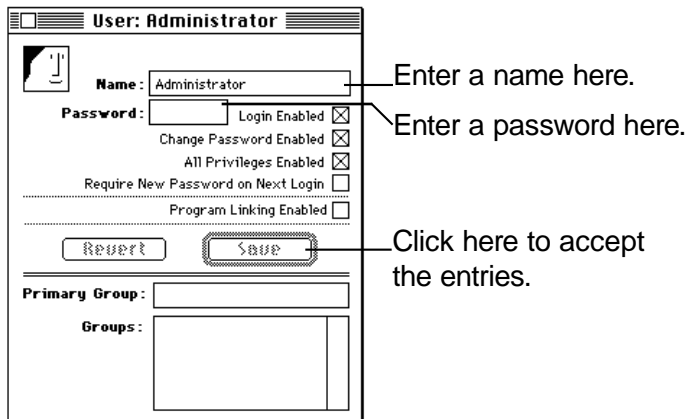 User: Administrator
Name: Administrator
Enter a name here.
Password:
Login Enabled
Enter a password here.
Change Password Enabled
All Privileges Enabled
Require New Password on Next Login
Program Linking Enabled
Revert
Save
Click here to accept
the entries.
Primary Group:
Groups: